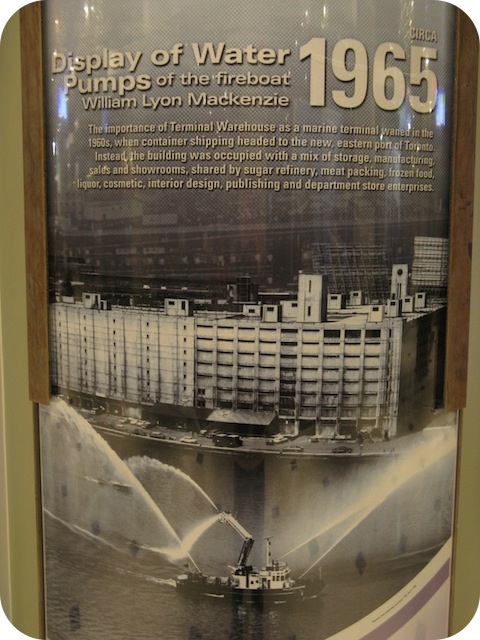 CIRCA
1965
Display of Water
Pumps of the fireboat
William Lyon Mackenzie
The importance of Terminal Warehouse as a marine terminal waned in the
1960s, when container shipping headed to the new, eastern port of Toronto.
Instead, the building was occupied with a mix of storage, manufacturing,
sales and showrooms, shared by sugar refinery, meat packing, frozen food,
liquor, cosmetic, interior design, publishing and department store enterprises.